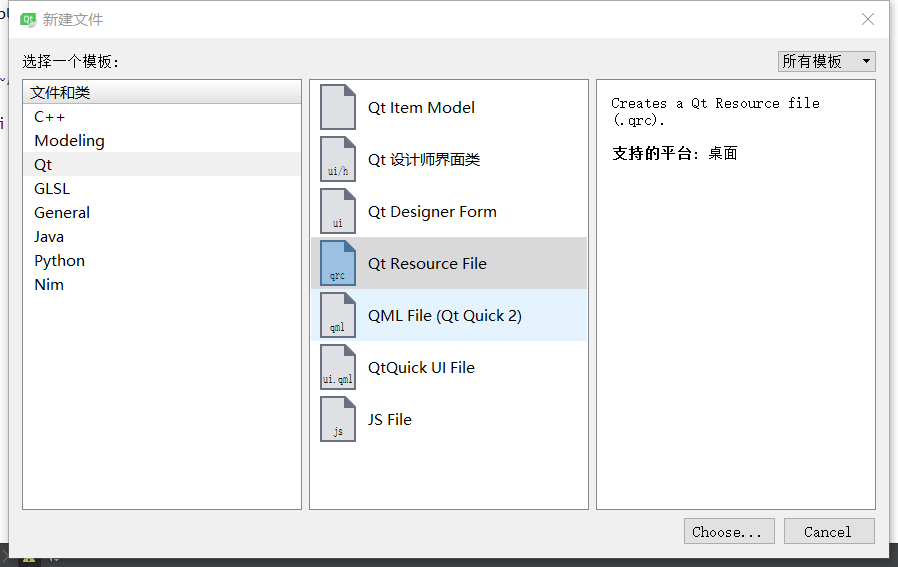 Qt 新建文件
选择一个模板:
所有模板
文件和类
C++
Modeling
Qt
GLSL
General
Java
Python
Nim
Qt Item Model
ui/h
Qt 设计师界面类
ui
Qt Designer Form
qrc
Qt Resource File
qml
QML File (Qt Quick 2)
ui.qml
QtQuick UI File
js
JS File
Creates a Qt Resource file
(.qrc).
支持的平台: 桌面
Choose...
Cancel